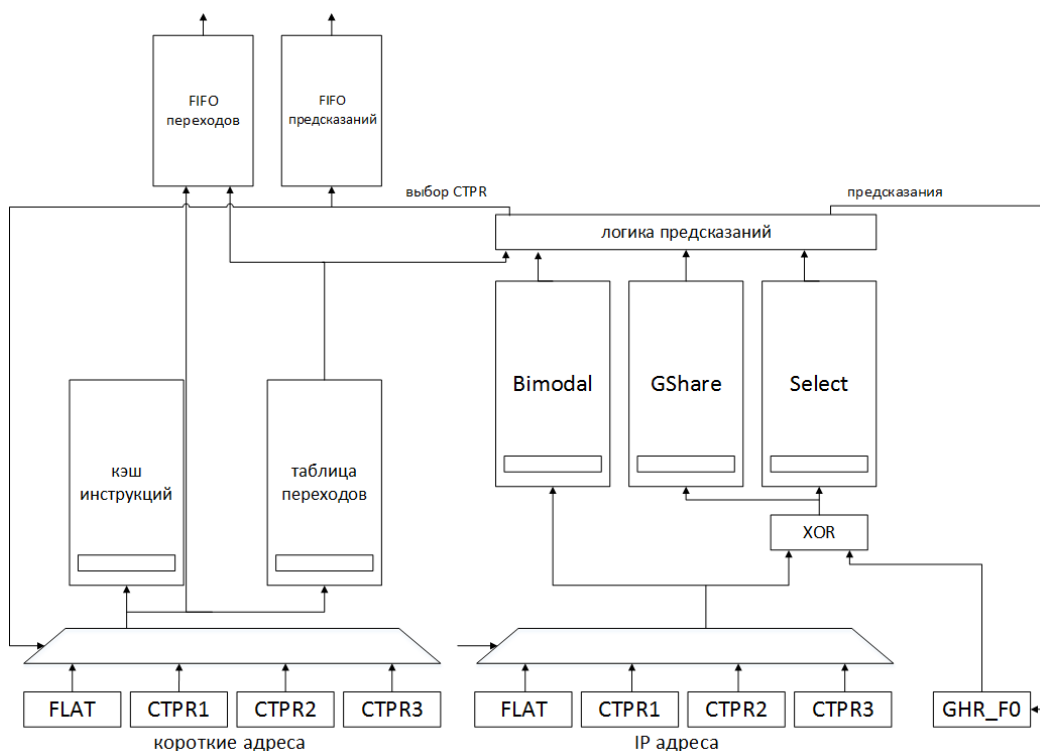 FIFO
переходов
FIFO
предсказаний
выбор CTPR
предсказания
логика предсказаний
Bimodal
GShare
Select
кэш
инструкций
таблица
переходов
XOR
FLAT
CTPR1
CTPR2
CTPR3
FLAT
CTPR1
CTPR2
CTPR3
GHR_F0
короткие адреса
IP адреса